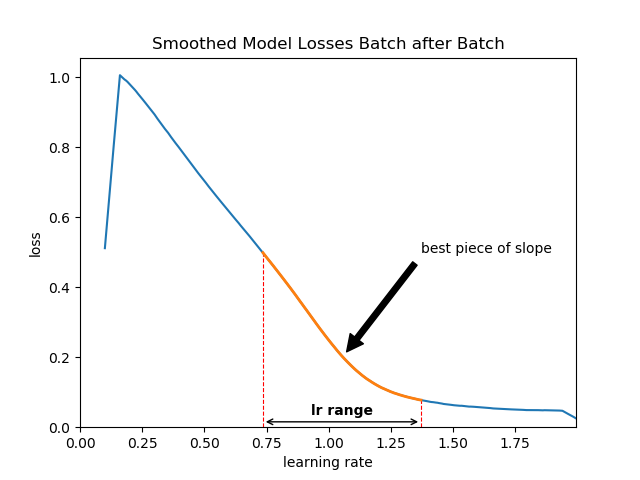 Smoothed Model Losses Batch after Batch
1.0
0.8
0.6
0.4
0.2
0.0
loss
best piece of slope
lr range
0.00 0.25 0.50 0.75 1.00 1.25 1.50 1.75
learning rate